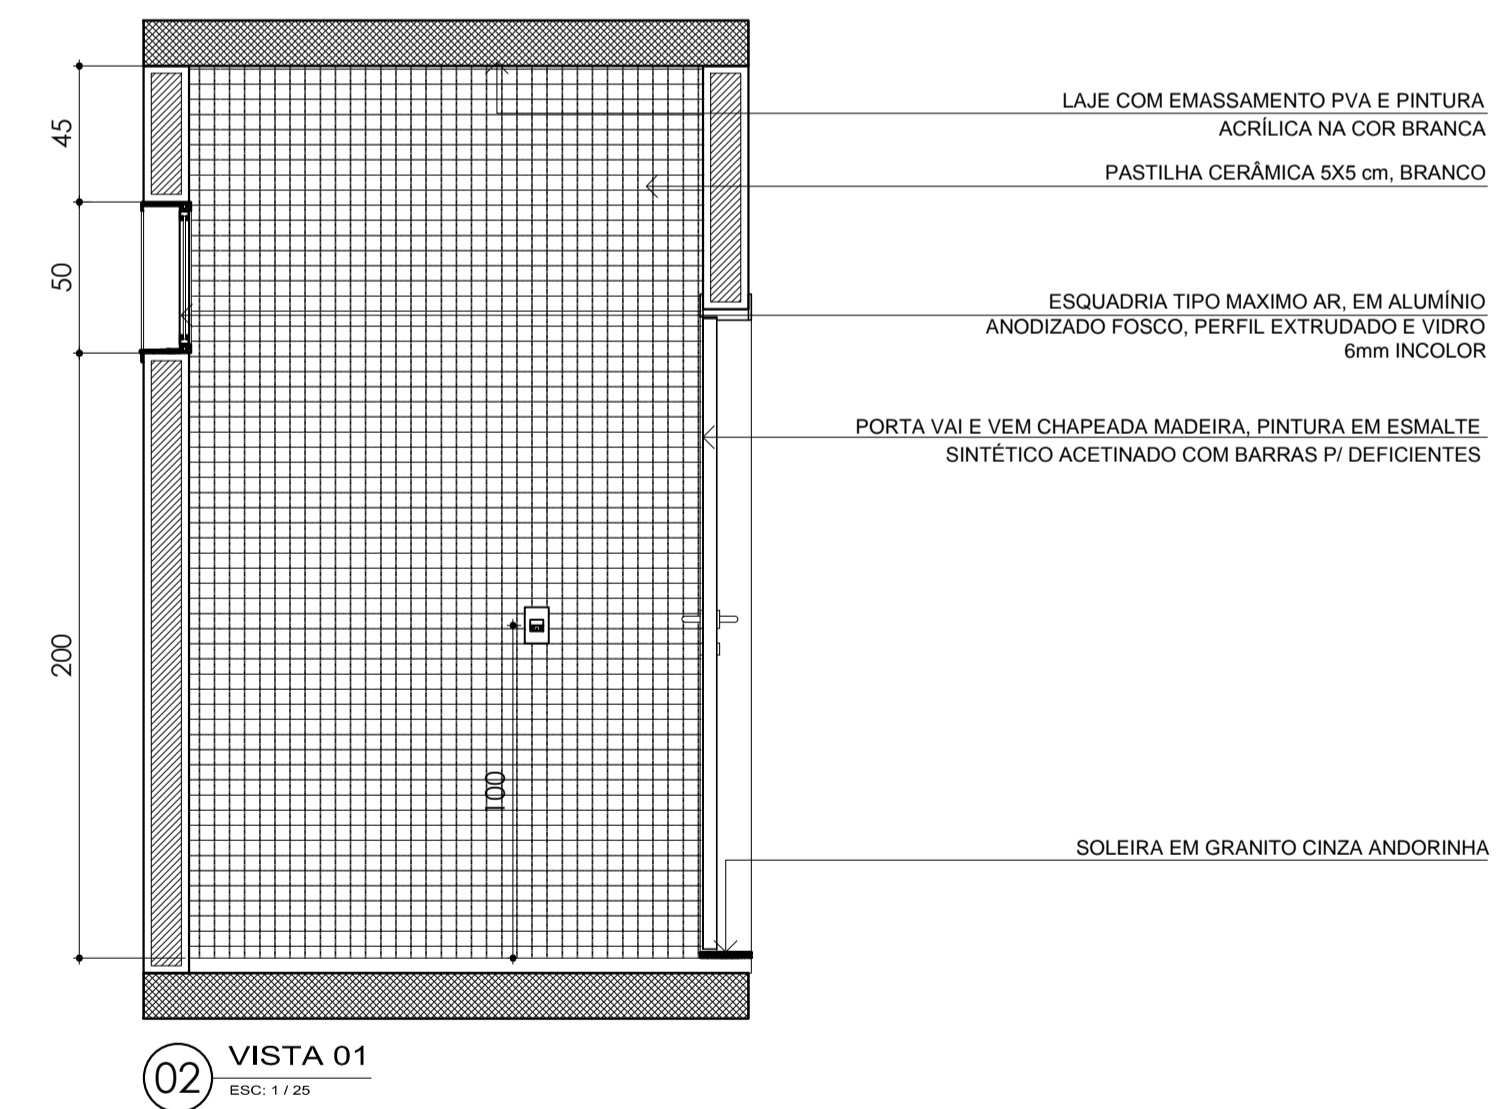 LAJE COM EMASSAMENTO PVA E PINTURA
ACRÍLICA NA COR BRANCA
PASTILHA CERÂMICA 5X5 cm, BRANCO
ESQUADRIA TIPO MAXIMO AR, EM ALUMÍNIO
ANODIZADO FOSCO, PERFIL EXTRUDADO E VIDRO
6mm INCOLOR
PORTA VAI E VEM CHAPEADA MADEIRA, PINTURA EM ESMALTE
SINTÉTICO ACETINADO COM BARRAS P/ DEFICIENTES
SOLEIRA EM GRANITO CINZA ANDORINHA
45
50
200
100
02
VISTA 01
ESC: 1 / 25